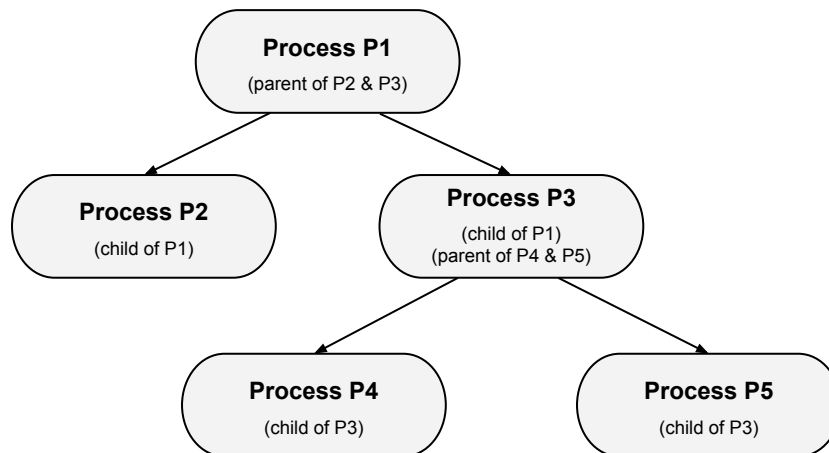 Process P1
(parent of P2 & P3)
Process P2
(child of P1)
Process P3
(child of P1)
(parent of P4 & P5)
Process P4
(child of P3)
Process P5
(child of P3)